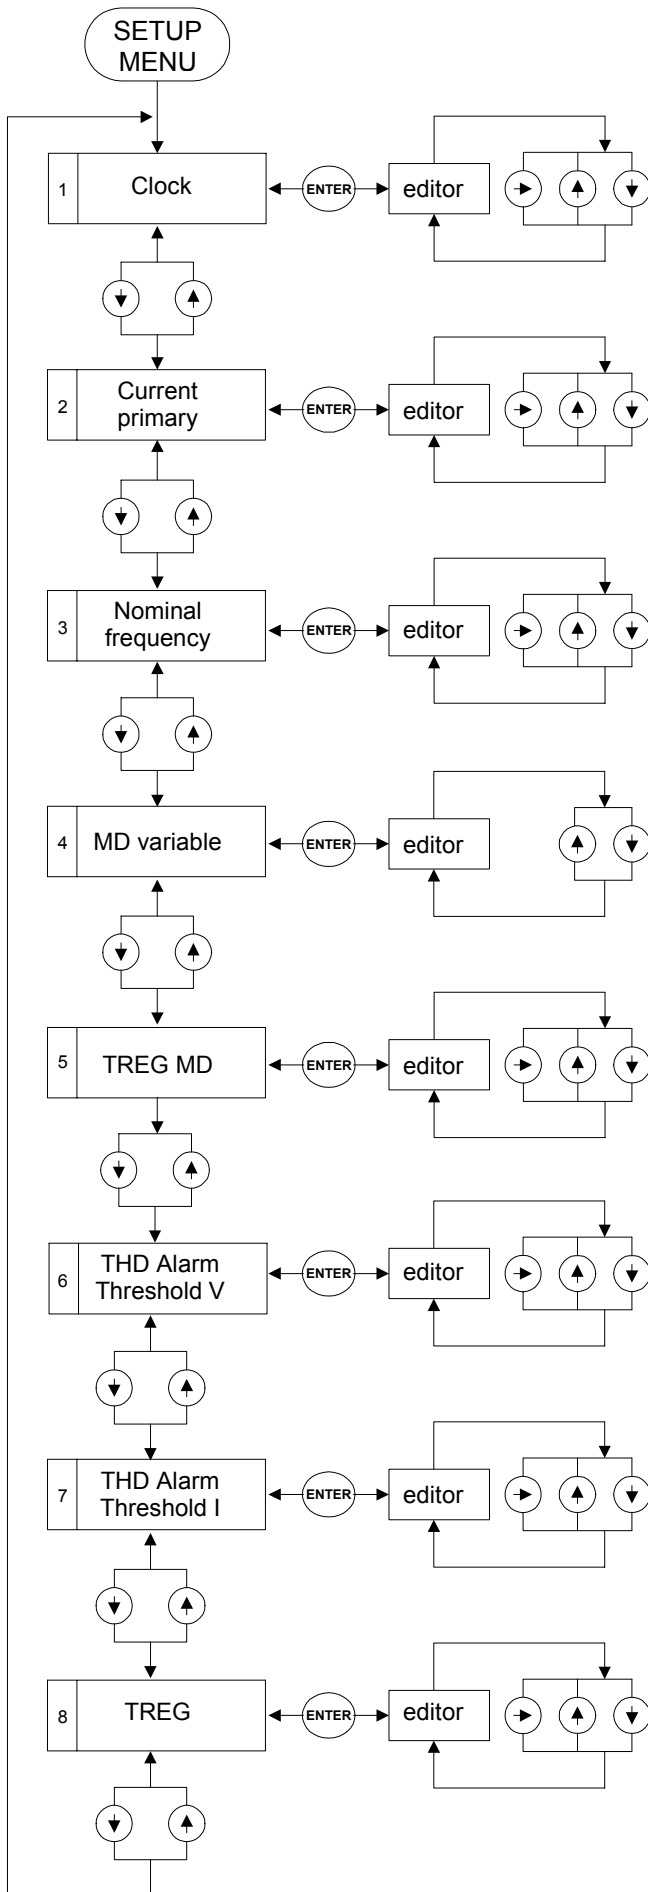 SETUP
MENU
1
Clock
ENTER
editor
2
Current
primary
ENTER
editor
3
Nominal
frequency
ENTER
editor
4
MD variable
ENTER
editor
5
TREG MD
ENTER
editor
6
THD Alarm
Threshold V
ENTER
editor
7
THD Alarm
Threshold I
ENTER
editor
8
TREG
ENTER
editor